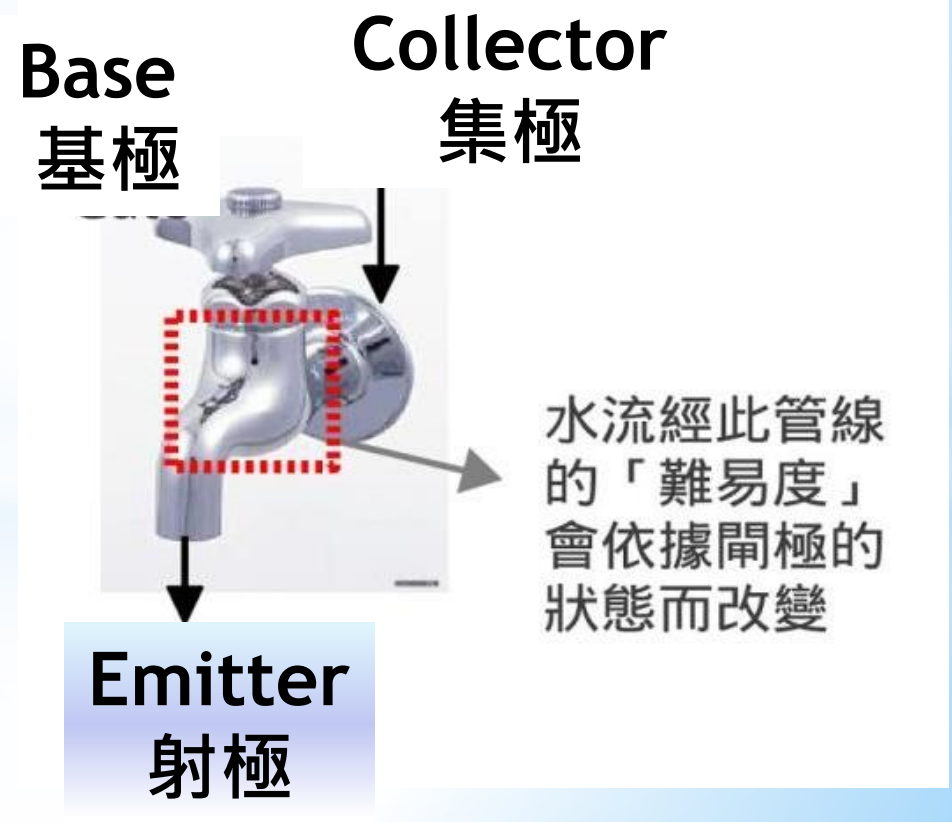 Base
基極
Collector
集極
水流經此管線
的「難易度」
會依據閘極的
狀態而改變
Emitter
射極